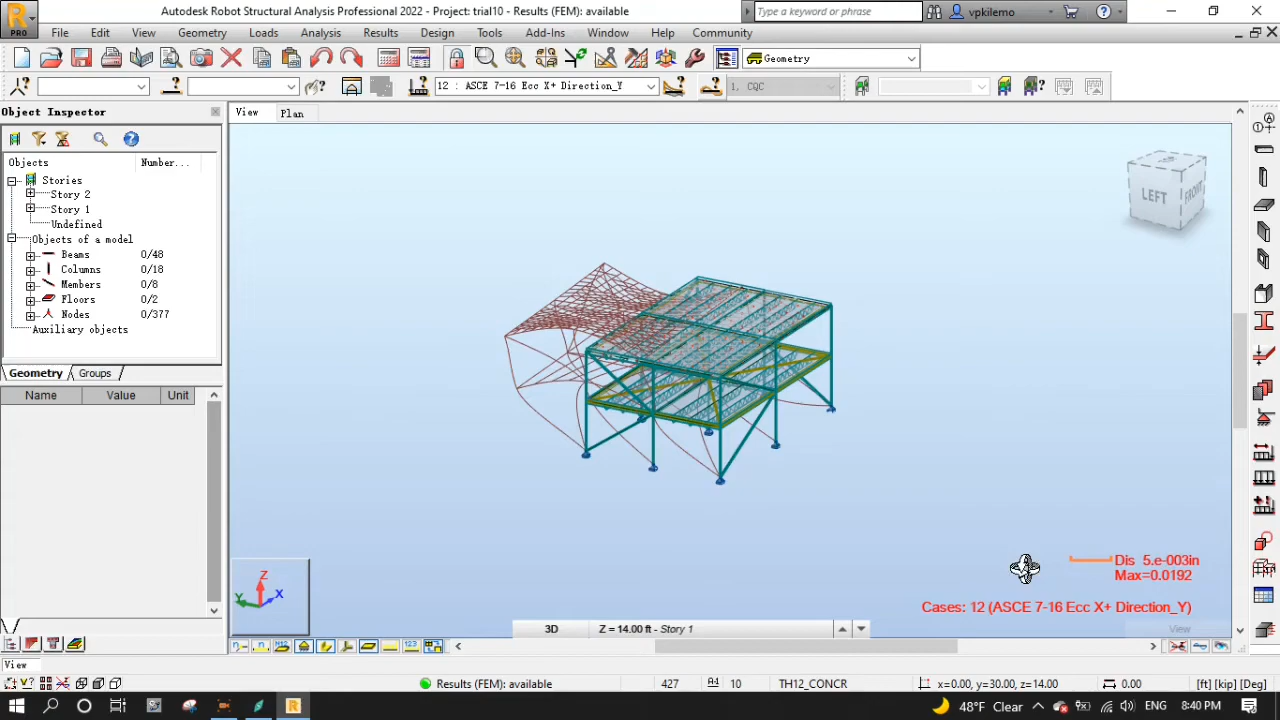 Autodesk Robot Structural Analysis Professional 2022 - Project: trial10 - Results (FEM): available
Type a keyword or phrase
vpkilemo
PRO
File Edit View Geometry Loads Analysis Results Design Tools Add-Ins Window Help Community
Geometry
12 : ASCE 7-16 Ecc X+ Direction_Y
1, CQC
Object Inspector
View Plan
Objects Number...
Stories
Story 2
Story 1
Undefined
Objects of a model
Beams 0/48
Columns 0/18
Members 0/8
Floors 0/2
Nodes 0/377
Auxiliary objects
Geometry Groups
Name Value Unit
LEFT FRONT
Z
Y X
Dis 5.e-003in
Max=0.0192
Cases: 12 (ASCE 7-16 Ecc X+ Direction_Y)
3D Z = 14.00 ft - Story 1
View
View
Results (FEM): available 427 10 TH12_CONCR x=0.00, y=30.00, z=14.00 0.00 [ft] [kip] [Deg]
48°F Clear ENG 8:40 PM